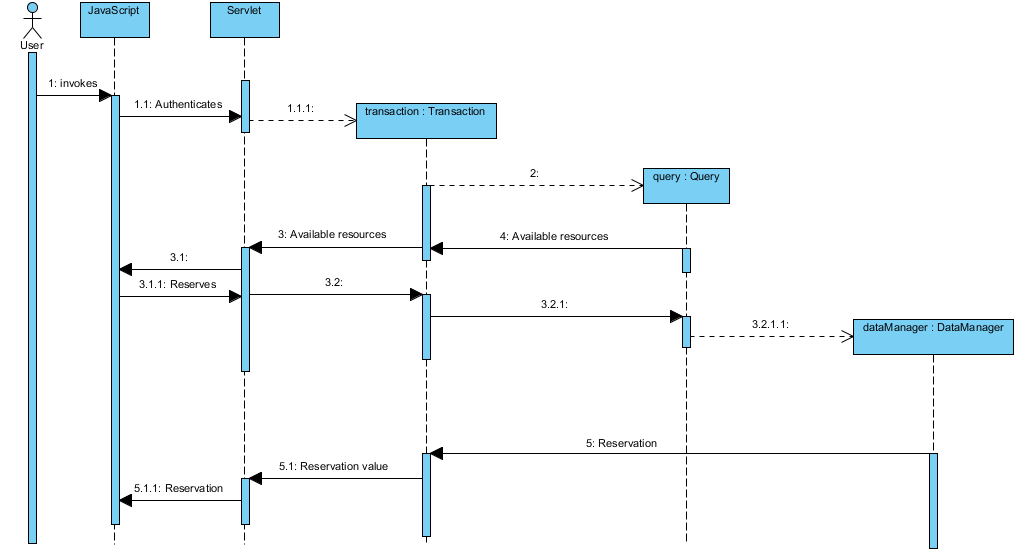 JavaScript
Servlet
User
1: invokes
1.1: Authenticates
1.1.1:
transaction : Transaction
2:
query : Query
3: Available resources
4: Available resources
3.1:
3.1.1: Reserves
3.2:
3.2.1:
3.2.1.1:
dataManager : DataManager
5: Reservation
5.1: Reservation value
5.1.1: Reservation